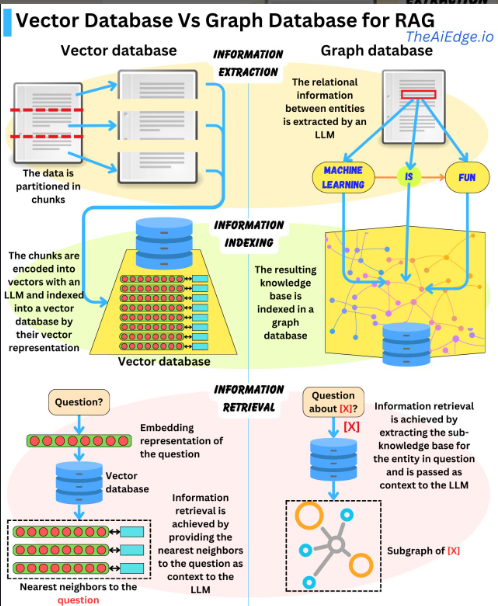 Vector Database Vs Graph Database for RAG
TheAiEdge.io
Vector database
INFORMATION
EXTRACTION
Graph database
The relational
information
between entities
is extracted by an
LLM
The data is
partitioned in
chunks
MACHINE
LEARNING
IS
FUN
INFORMATION
INDEXING
The chunks are
encoded into
vectors with an
LLM and indexed
into a vector
database by
their vector
representation
Vector database
The resulting
knowledge
base is
indexed in a
graph
database
INFORMATION
RETRIEVAL
Question?
Embedding
representation of
the question
Vector
database
Information
retrieval is
achieved by
providing the
nearest neighbors
to the question as
context to the
LLM
Nearest neighbors to the
question
Question
about [X]?
[X]
Information retrieval
is achieved by
extracting the sub-
knowledge base for
the entity in question
and is passed as
context to the LLM
Subgraph of [X]